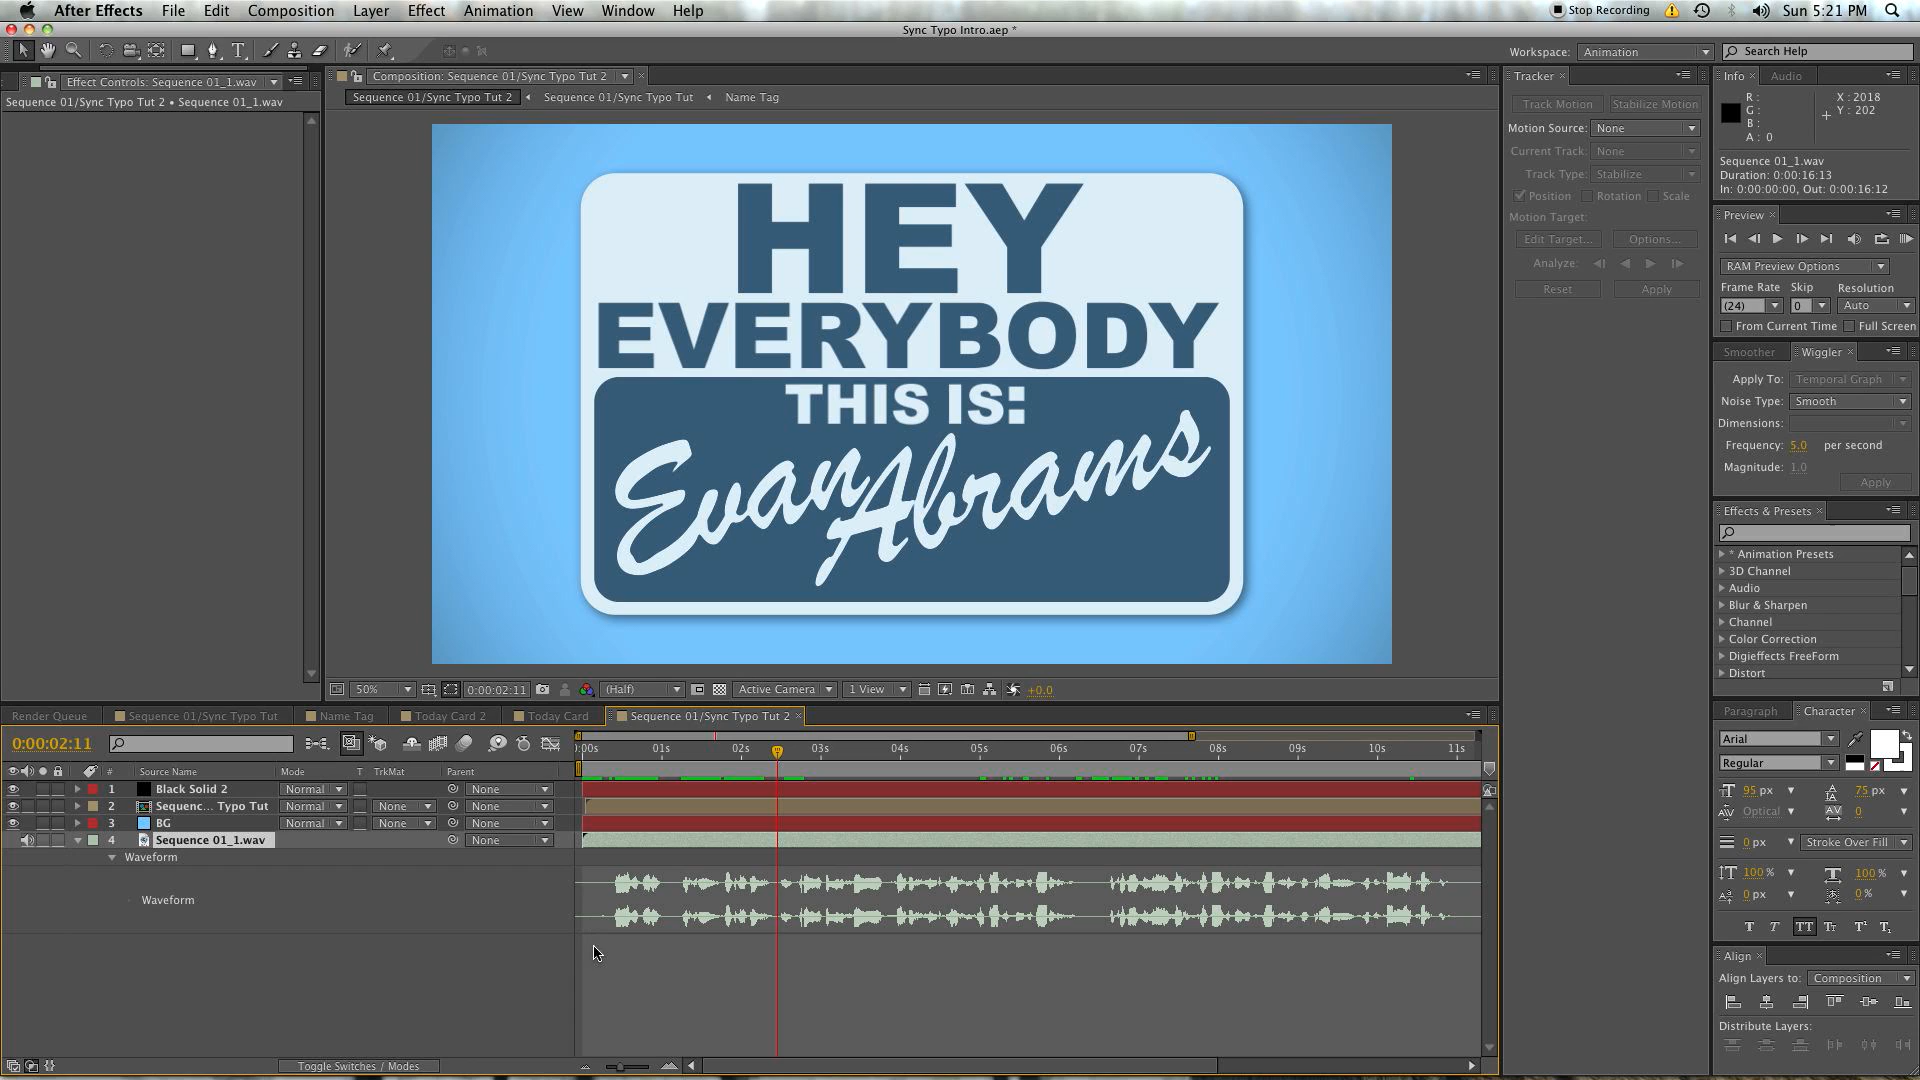 After Effects File Edit Composition Layer Effect Animation View Window Help
Stop Recording Sun 5:21 PM
Sync Typo Intro.aep *
Workspace: Animation Search Help
Effect Controls: Sequence 01_1.wav
Sequence 01/Sync Typo Tut 2 • Sequence 01_1.wav
Composition: Sequence 01/Sync Typo Tut 2
Sequence 01/Sync Typo Tut 2 Sequence 01/Sync Typo Tut Name Tag
HEY
EVERYBODY
THIS IS:
Evan Abrams
50% 0:00:02:11 (Half) Active Camera 1 View +0.0
Tracker
Track Motion Stabilize Motion
Motion Source: None
Current Track: None
Track Type: Stabilize
Position Rotation Scale
Motion Target:
Edit Target... Options...
Analyze:
Reset Apply
Info Audio
R : X : 2018
G : Y : 202
B :
A : 0
Sequence 01_1.wav
Duration: 0:00:16:13
In: 0:00:00:00, Out: 0:00:16:12
Preview
RAM Preview Options
Frame Rate Skip Resolution
(24) 0 Auto
From Current Time Full Screen
Smoother Wiggler
Apply To: Temporal Graph
Noise Type: Smooth
Dimensions:
Frequency: 5.0 per second
Magnitude: 1.0
Apply
Effects & Presets
* Animation Presets
3D Channel
Audio
Blur & Sharpen
Channel
Color Correction
Digieffects FreeForm
Distort
Paragraph Character
Arial
Regular
95 px 75 px
Optical 0
0 px Stroke Over Fill
100 % 100 %
0 px 0 %
T T TT Tт T¹ T₁
Align
Align Layers to: Composition
Distribute Layers:
Render Queue Sequence 01/Sync Typo Tut Name Tag Today Card 2 Today Card Sequence 01/Sync Typo Tut 2
0:00:02:11
:00s 01s 02s 03s 04s 05s 06s 07s 08s 09s 10s 11s
# Source Name Mode T TrkMat Parent
1 Black Solid 2 Normal None
2 Sequenc... Typo Tut Normal None None
3 BG Normal None None
4 Sequence 01_1.wav None
Waveform
Waveform
Toggle Switches / Modes